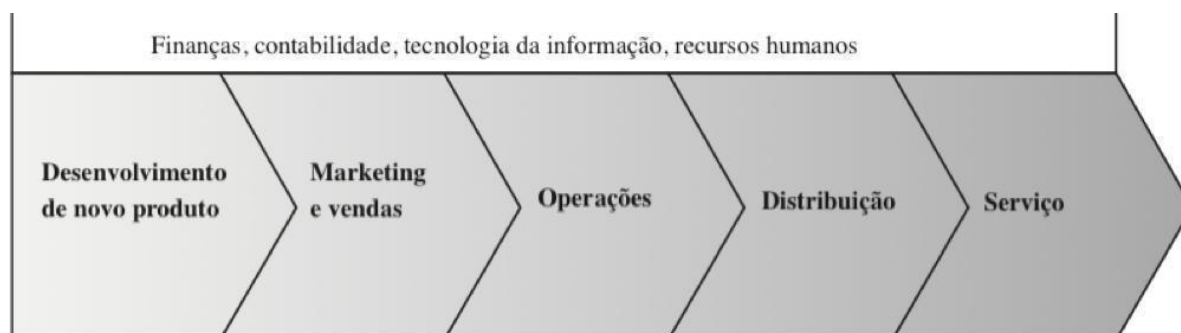 Finanças, contabilidade, tecnologia da informação, recursos humanos
Desenvolvimento
de novo produto
Marketing
e vendas
Operações
Distribuição
Serviço